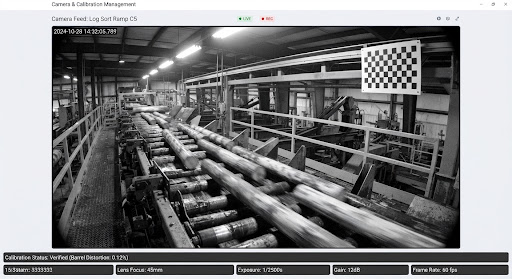 Camera & Calibration Management
Camera Feed: Log Sort Ramp C5
LIVE
REC
2024-10-28 14:32:05.789
Calibration Status: Verified (Barrel Distortion: 0.12%)
Lens Focus: 45mm
Exposure: 1/2500s
Gain: 12dB
Frame Rate: 60 fps